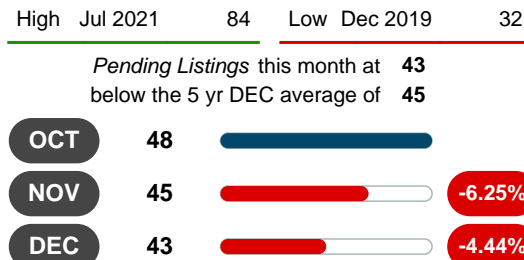 High Jul 2021 84 Low Dec 2019 32
Pending Listings this month at 43
below the 5 yr DEC average of 45
OCT 48
NOV 45 -6.25%
DEC 43 -4.44%